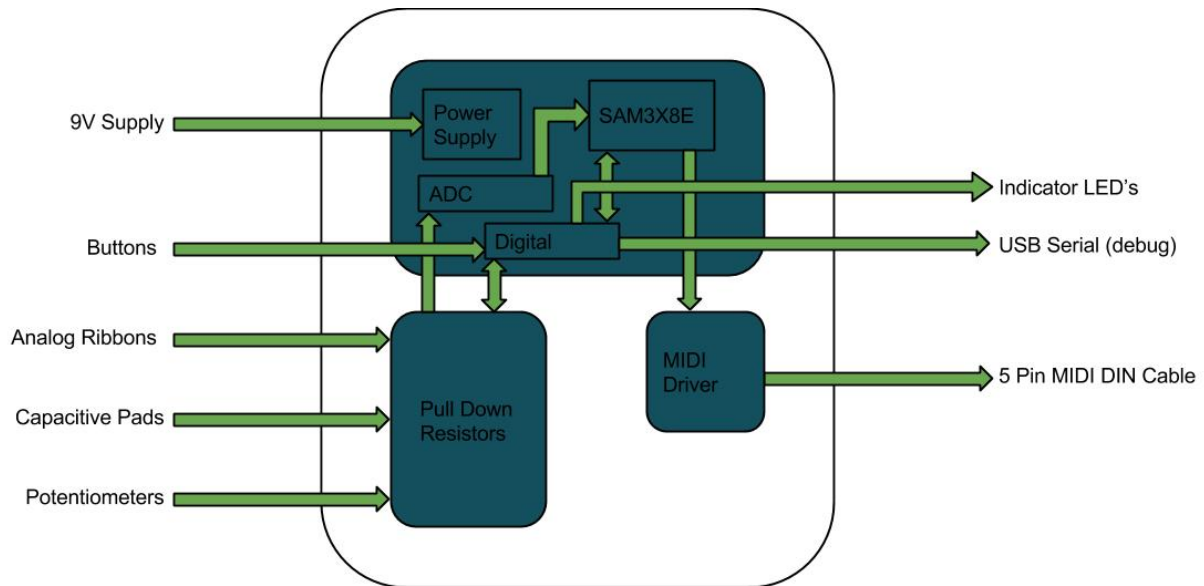 9V Supply
Buttons
Analog Ribbons
Capacitive Pads
Potentiometers
Power
Supply
SAM3X8E
ADC
Digital
Pull Down
Resistors
MIDI
Driver
Indicator LED's
USB Serial (debug)
5 Pin MIDI DIN Cable